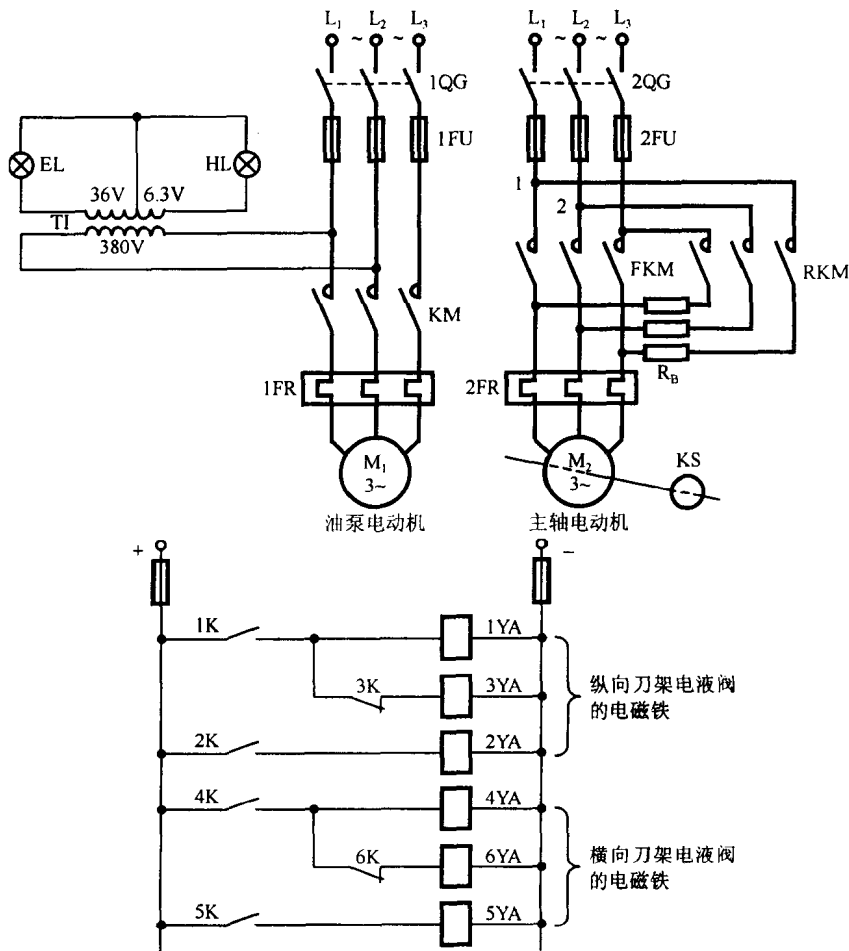 L₁ ~ L₂ ~ L₃
L₁ ~ L₂ ~ L₃
1QG
2QG
1FU
2FU
EL
HL
36V 6.3V
TI
380V
1
2
KM
FKM
RKM
R_B
1FR
2FR
M₁
3~
M₂
3~
KS
油泵电动机
主轴电动机
+
−
1K
1YA
3K
3YA
2K
2YA
纵向刀架电液阀
的电磁铁
4K
4YA
6K
6YA
5K
5YA
横向刀架电液阀
的电磁铁